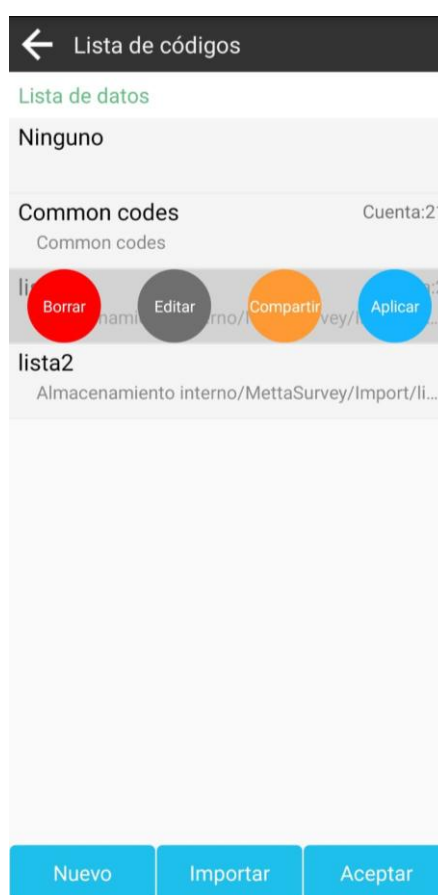 Lista de códigos
Lista de datos
Ninguno
Common codes Cuenta:21
Common codes
Borrar Editar Compartir Aplicar
lista2
Almacenamiento interno/MettaSurvey/Import/li...
Nuevo Importar Aceptar